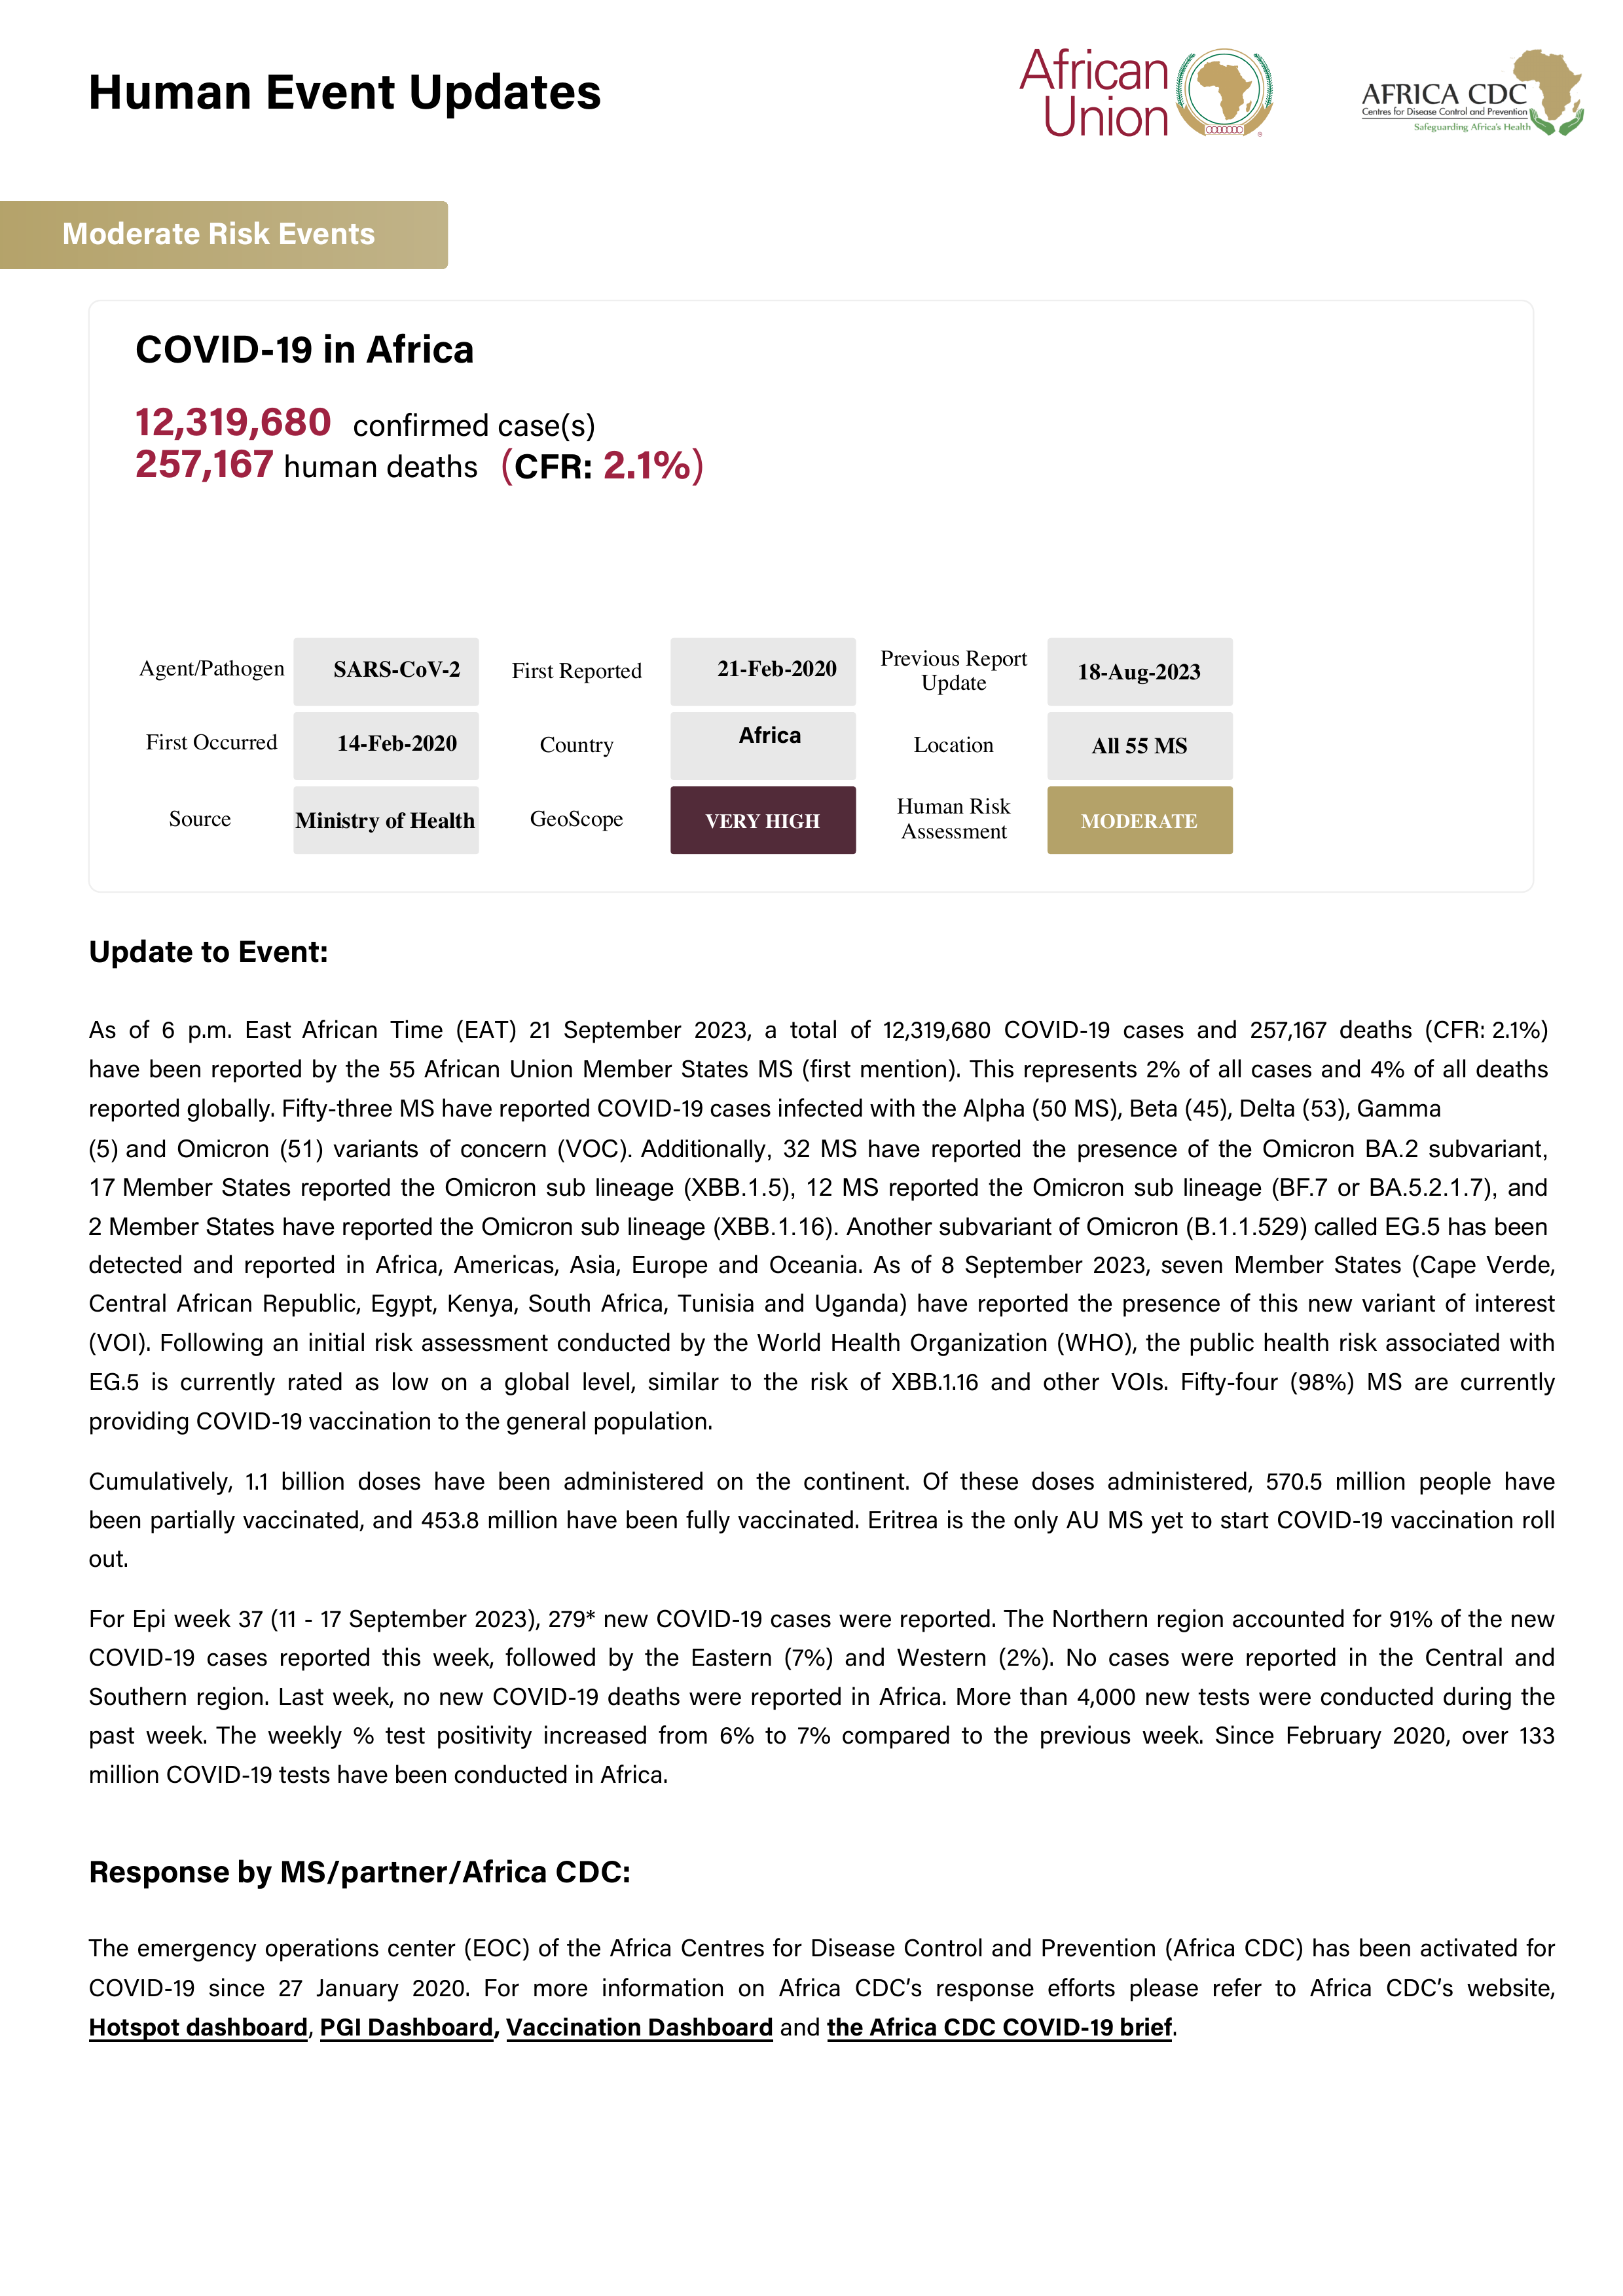 Human Event Updates
African
Union
AFRICA CDC
Centres for Disease Control and Prevention
Safeguarding Africa's Health
Moderate Risk Events
COVID-19 in Africa
12,319,680 confirmed case(s)
257,167 human deaths (CFR: 2.1%)
Agent/Pathogen SARS-CoV-2 First Reported 21-Feb-2020 Previous Report Update 18-Aug-2023
First Occurred 14-Feb-2020 Country Africa Location All 55 MS
Source Ministry of Health GeoScope VERY HIGH Human Risk Assessment MODERATE
Update to Event:
As of 6 p.m. East African Time (EAT) 21 September 2023, a total of 12,319,680 COVID-19 cases and 257,167 deaths (CFR: 2.1%)
have been reported by the 55 African Union Member States MS (first mention). This represents 2% of all cases and 4% of all deaths
reported globally. Fifty-three MS have reported COVID-19 cases infected with the Alpha (50 MS), Beta (45), Delta (53), Gamma
(5) and Omicron (51) variants of concern (VOC). Additionally, 32 MS have reported the presence of the Omicron BA.2 subvariant,
17 Member States reported the Omicron sub lineage (XBB.1.5), 12 MS reported the Omicron sub lineage (BF.7 or BA.5.2.1.7), and
2 Member States have reported the Omicron sub lineage (XBB.1.16). Another subvariant of Omicron (B.1.1.529) called EG.5 has been
detected and reported in Africa, Americas, Asia, Europe and Oceania. As of 8 September 2023, seven Member States (Cape Verde,
Central African Republic, Egypt, Kenya, South Africa, Tunisia and Uganda) have reported the presence of this new variant of interest
(VOI). Following an initial risk assessment conducted by the World Health Organization (WHO), the public health risk associated with
EG.5 is currently rated as low on a global level, similar to the risk of XBB.1.16 and other VOIs. Fifty-four (98%) MS are currently
providing COVID-19 vaccination to the general population.
Cumulatively, 1.1 billion doses have been administered on the continent. Of these doses administered, 570.5 million people have
been partially vaccinated, and 453.8 million have been fully vaccinated. Eritrea is the only AU MS yet to start COVID-19 vaccination roll
out.
For Epi week 37 (11 - 17 September 2023), 279* new COVID-19 cases were reported. The Northern region accounted for 91% of the new
COVID-19 cases reported this week, followed by the Eastern (7%) and Western (2%). No cases were reported in the Central and
Southern region. Last week, no new COVID-19 deaths were reported in Africa. More than 4,000 new tests were conducted during the
past week. The weekly % test positivity increased from 6% to 7% compared to the previous week. Since February 2020, over 133
million COVID-19 tests have been conducted in Africa.
Response by MS/partner/Africa CDC:
The emergency operations center (EOC) of the Africa Centres for Disease Control and Prevention (Africa CDC) has been activated for
COVID-19 since 27 January 2020. For more information on Africa CDC's response efforts please refer to Africa CDC's website,
Hotspot dashboard, PGI Dashboard, Vaccination Dashboard and the Africa CDC COVID-19 brief.